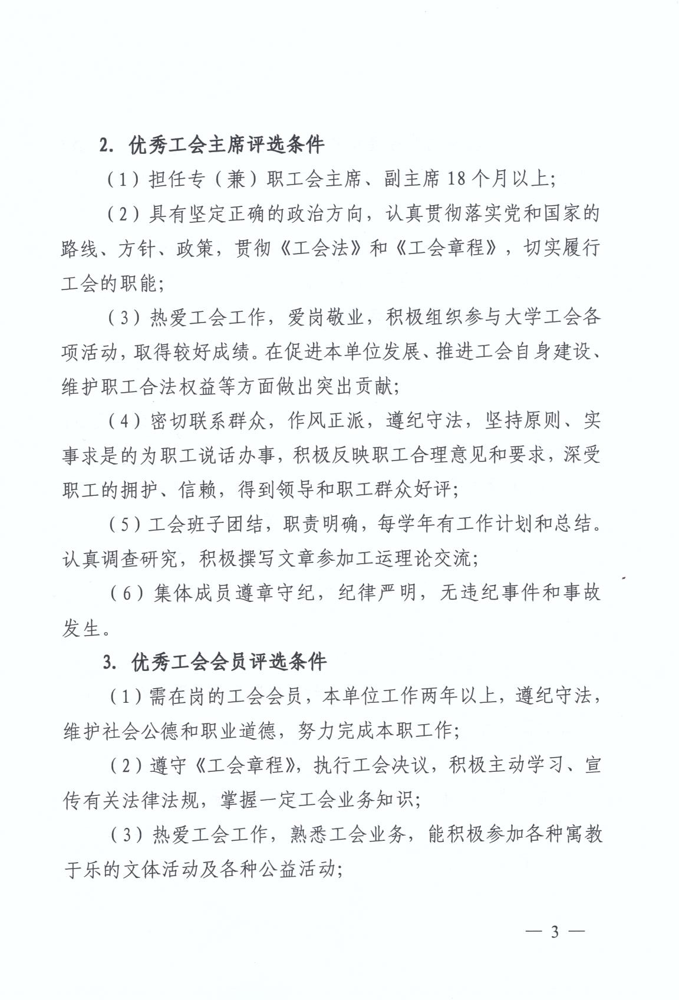 2. 优秀工会主席评选条件
（1）担任专（兼）职工会主席、副主席 18 个月以上；
（2）具有坚定正确的政治方向，认真贯彻落实党和国家的
路线、方针、政策，贯彻《工会法》和《工会章程》，切实履行
工会的职能；
（3）热爱工会工作，爱岗敬业，积极组织参与大学工会各
项活动，取得较好成绩。在促进本单位发展、推进工会自身建设、
维护职工合法权益等方面做出突出贡献；
（4）密切联系群众，作风正派，遵纪守法，坚持原则、实
事求是的为职工说话办事，积极反映职工合理意见和要求，深受
职工的拥护、信赖，得到领导和职工群众好评；
（5）工会班子团结，职责明确，每学年有工作计划和总结。
认真调查研究，积极撰写文章参加工运理论交流；
（6）集体成员遵章守纪，纪律严明，无违纪事件和事故
发生。
3. 优秀工会会员评选条件
（1）需在岗的工会会员，本单位工作两年以上，遵纪守法，
维护社会公德和职业道德，努力完成本职工作；
（2）遵守《工会章程》，执行工会决议，积极主动学习、宣
传有关法律法规，掌握一定工会业务知识；
（3）热爱工会工作，熟悉工会业务，能积极参加各种寓教
于乐的文体活动及各种公益活动；
— 3 —